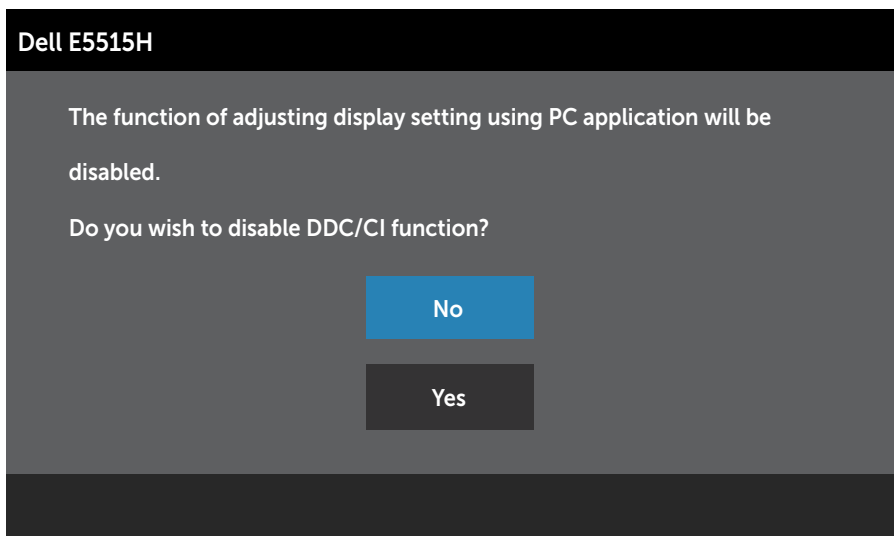 Dell E5515H
The function of adjusting display setting using PC application will be
disabled.
Do you wish to disable DDC/CI function?
No
Yes